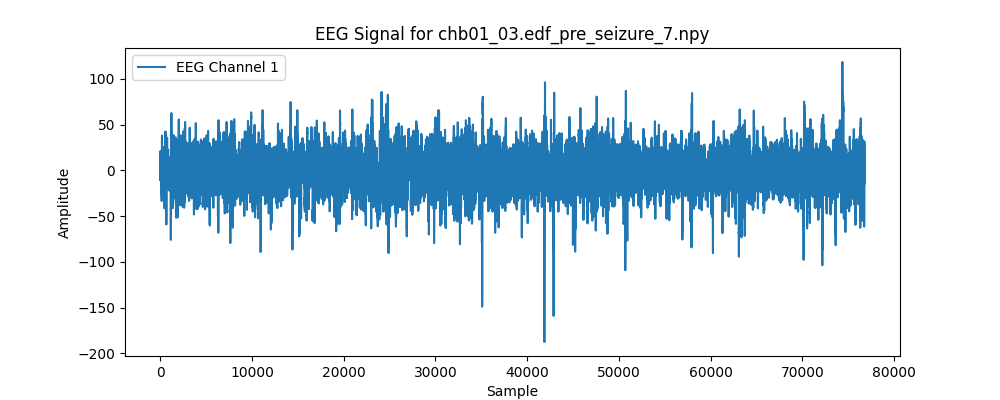 EEG Signal for chb01_03.edf_pre_seizure_7.npy
EEG Channel 1
100
50
0
−50
−100
−150
−200
Amplitude
0 10000 20000 30000 40000 50000 60000 70000 80000
Sample